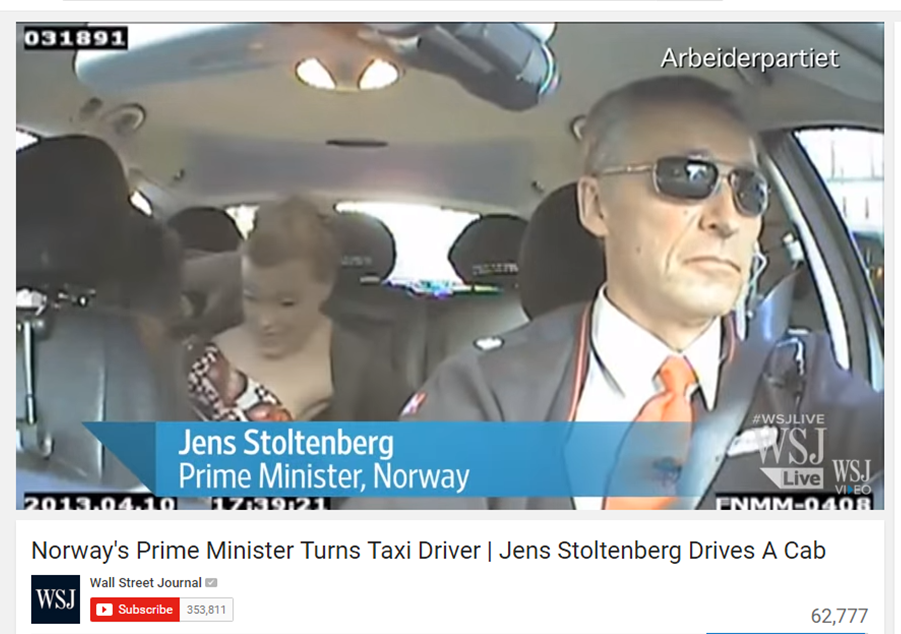 031891
Arbeiderpartiet
Jens Stoltenberg
Prime Minister, Norway
#WSJLIVE
WSJ
Live
WSJ
VIDEO
2013.04.10 17:39:21
FNMM-0408
Norway's Prime Minister Turns Taxi Driver | Jens Stoltenberg Drives A Cab
WSJ
Wall Street Journal
Subscribe 353,811
62,777